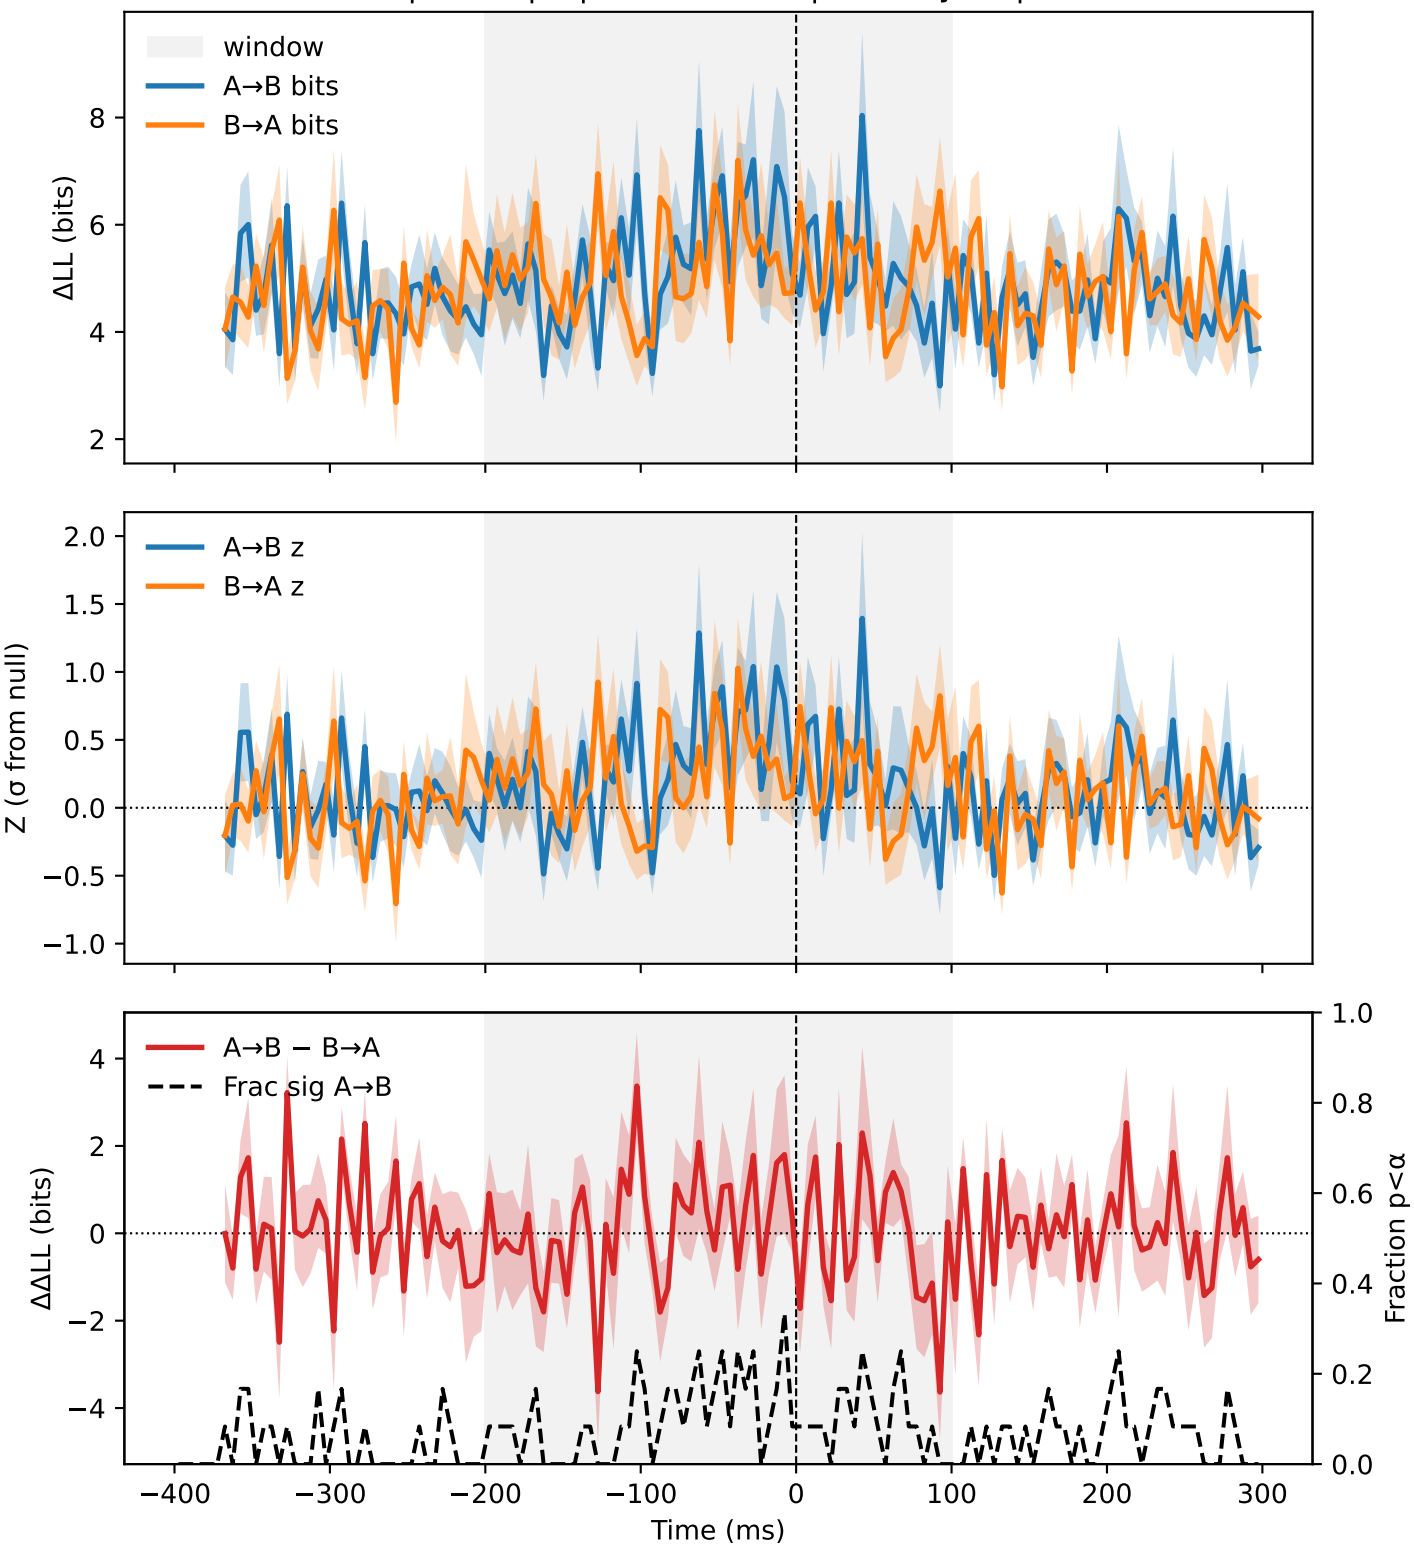 window
A→B bits
B→A bits
8
6
4
2
ΔLL (bits)
A→B z
B→A z
2.0
1.5
1.0
0.5
0.0
−0.5
−1.0
Z (σ from null)
A→B − B→A
Frac sig A→B
4
2
0
−2
−4
ΔΔLL (bits)
1.0
0.8
0.6
0.4
0.2
0.0
Fraction p<α
−400 −300 −200 −100 0 100 200 300
Time (ms)